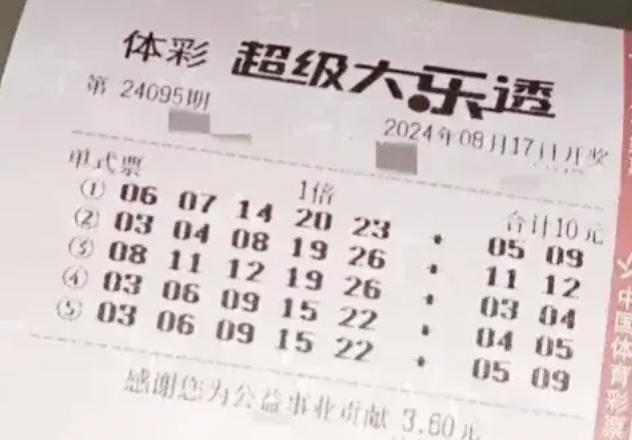 体彩 超级大乐透
第 24095期
2024年08月17日开奖
单式票 1倍 合计10元
① 06 07 14 20 23 + 05 09
② 03 04 08 19 26 + 11 12
③ 08 11 12 19 26 + 03 04
④ 03 06 09 15 22 + 04 05
⑤ 03 06 09 15 22 + 05 09
感谢您为公益事业贡献 3.60元
中国体育彩票